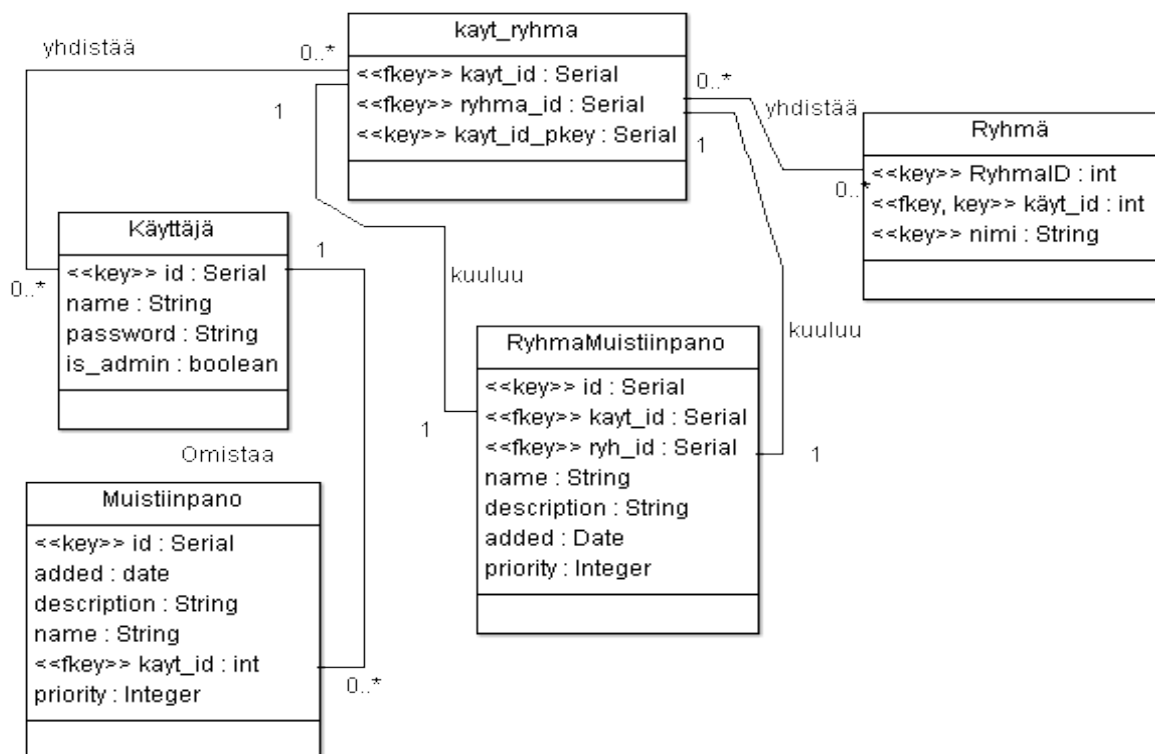 yhdistää
0..*
1
kayt_ryhma
<<fkey>> kayt_id : Serial
<<fkey>> ryhma_id : Serial
<<key>> kayt_id_pkey : Serial
0..*
yhdistää
1
0..*
Ryhmä
<<key>> RyhmaID : int
<<fkey, key>> käyt_id : int
<<key>> nimi : String
Käyttäjä
<<key>> id : Serial
name : String
password : String
is_admin : boolean
0..*
1
kuuluu
kuuluu
RyhmaMuistiinpano
<<key>> id : Serial
<<fkey>> kayt_id : Serial
<<fkey>> ryh_id : Serial
name : String
description : String
added : Date
priority : Integer
1
1
Omistaa
Muistiinpano
<<key>> id : Serial
added : date
description : String
name : String
<<fkey>> kayt_id : int
priority : Integer
0..*